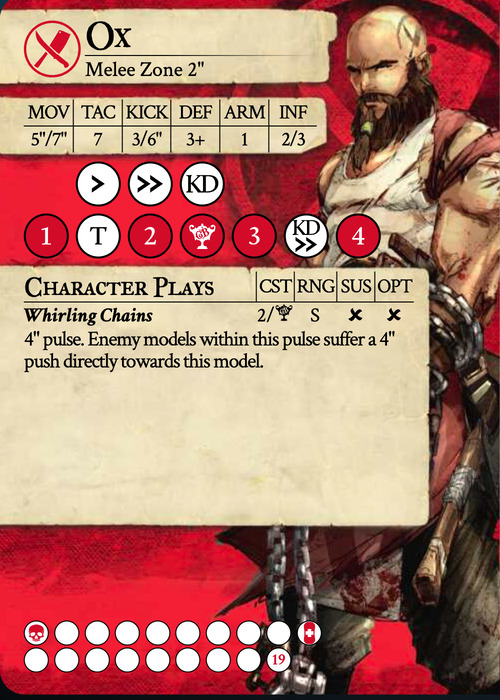 Ox
Melee Zone 2"
MOV TAC KICK DEF ARM INF
5"/7" 7 3/6" 3+ 1 2/3
> >> KD
1 T 2 3 KD >> 4
Character Plays CST RNG SUS OPT
Whirling Chains 2/ S ✘ ✘
4" pulse. Enemy models within this pulse suffer a 4"
push directly towards this model.
19